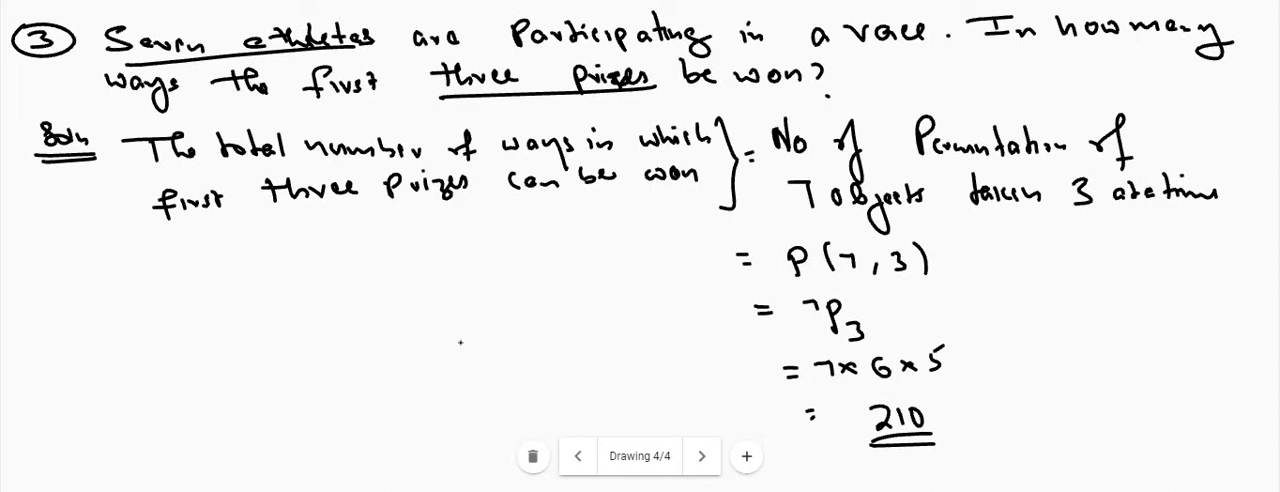 ③ Seven athletes are Participating in a race. In how many
ways the first three prizes be won?
Soln The total number of ways in which } = No of Permutation of
first three prizes can be won 7 objects taken 3 at a time
= P(7,3)
= ⁷P₃
= 7×6×5
= 210
Drawing 4/4